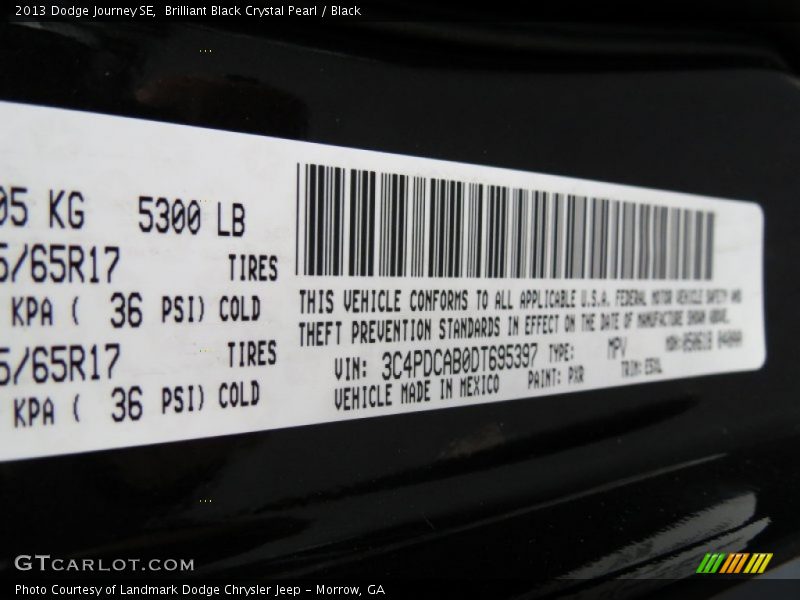 2013 Dodge Journey SE,  Brilliant Black Crystal Pearl / Black
05 KG 5300 LB
5/65R17 TIRES
KPA ( 36 PSI) COLD
5/65R17 TIRES
KPA ( 36 PSI) COLD
THIS VEHICLE CONFORMS TO ALL APPLICABLE U.S.A. FEDERAL MOTOR VEHICLE SAFETY AND
THEFT PREVENTION STANDARDS IN EFFECT ON THE DATE OF MANUFACTURE SHOWN ABOVE.
VIN: 3C4PDCAB0DT695397 TYPE: MPV
VEHICLE MADE IN MEXICO PAINT: PXR TRIM:
GTCARLOT.COM
Photo Courtesy of Landmark Dodge Chrysler Jeep – Morrow, GA